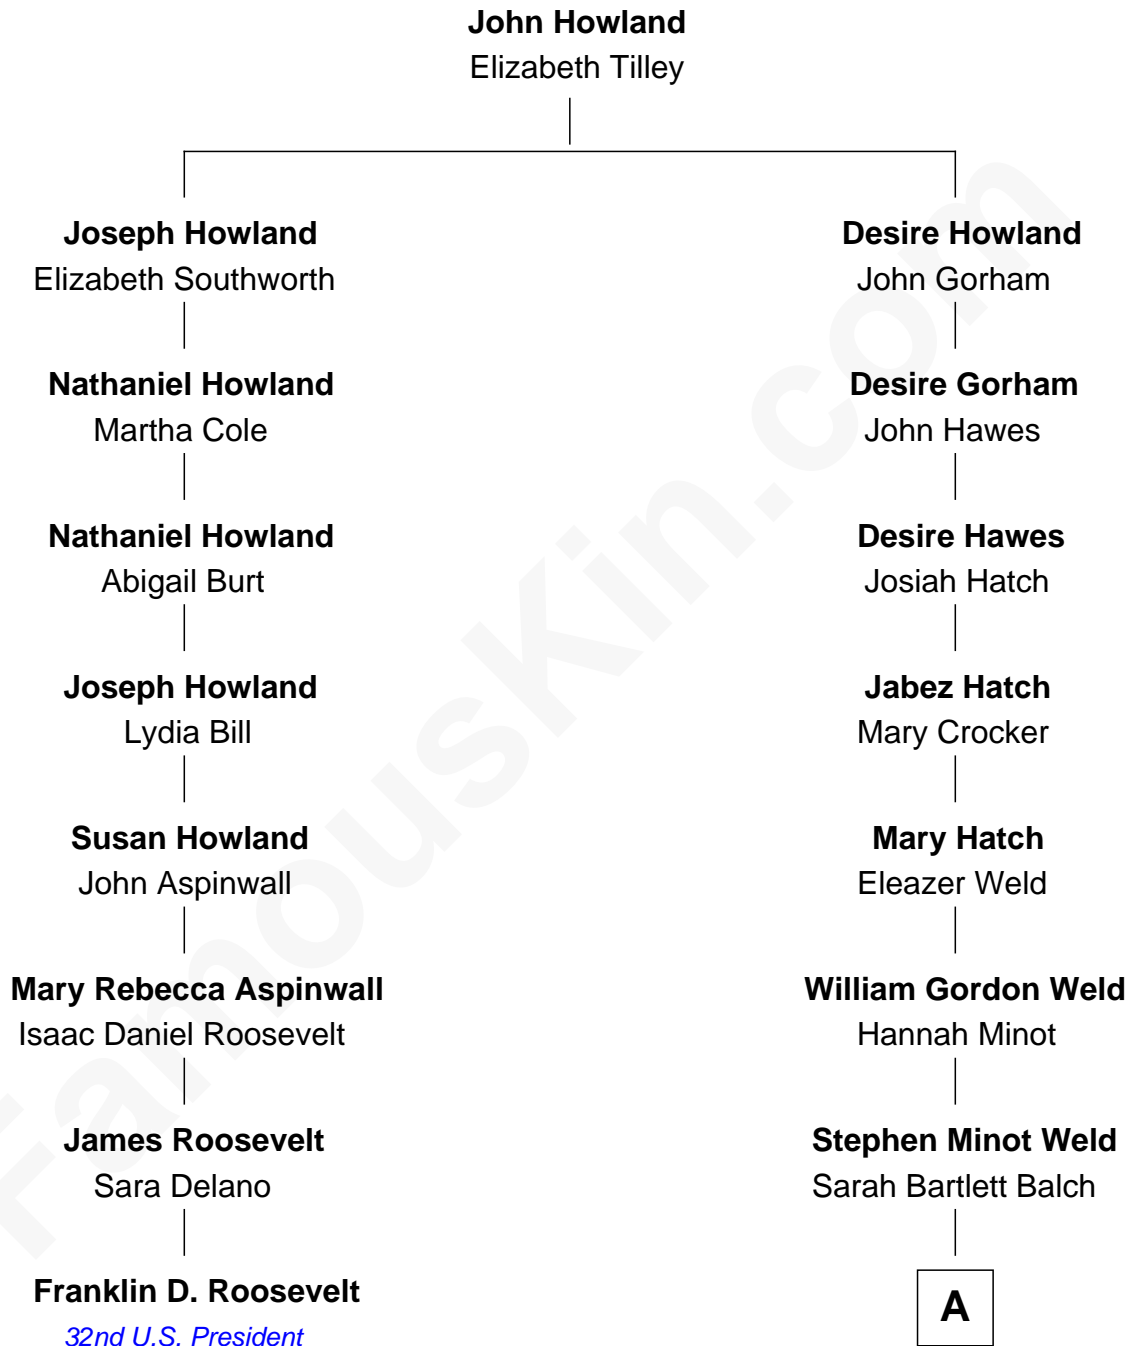 John Howland
Elizabeth Tilley
Joseph Howland
Elizabeth Southworth
Desire Howland
John Gorham
Nathaniel Howland
Martha Cole
Desire Gorham
John Hawes
Nathaniel Howland
Abigail Burt
Desire Hawes
Josiah Hatch
Joseph Howland
Lydia Bill
Jabez Hatch
Mary Crocker
Susan Howland
John Aspinwall
Mary Hatch
Eleazer Weld
Mary Rebecca Aspinwall
Isaac Daniel Roosevelt
William Gordon Weld
Hannah Minot
James Roosevelt
Sara Delano
Stephen Minot Weld
Sarah Bartlett Balch
Franklin D. Roosevelt
32nd U.S. President
A
FamousKin.com